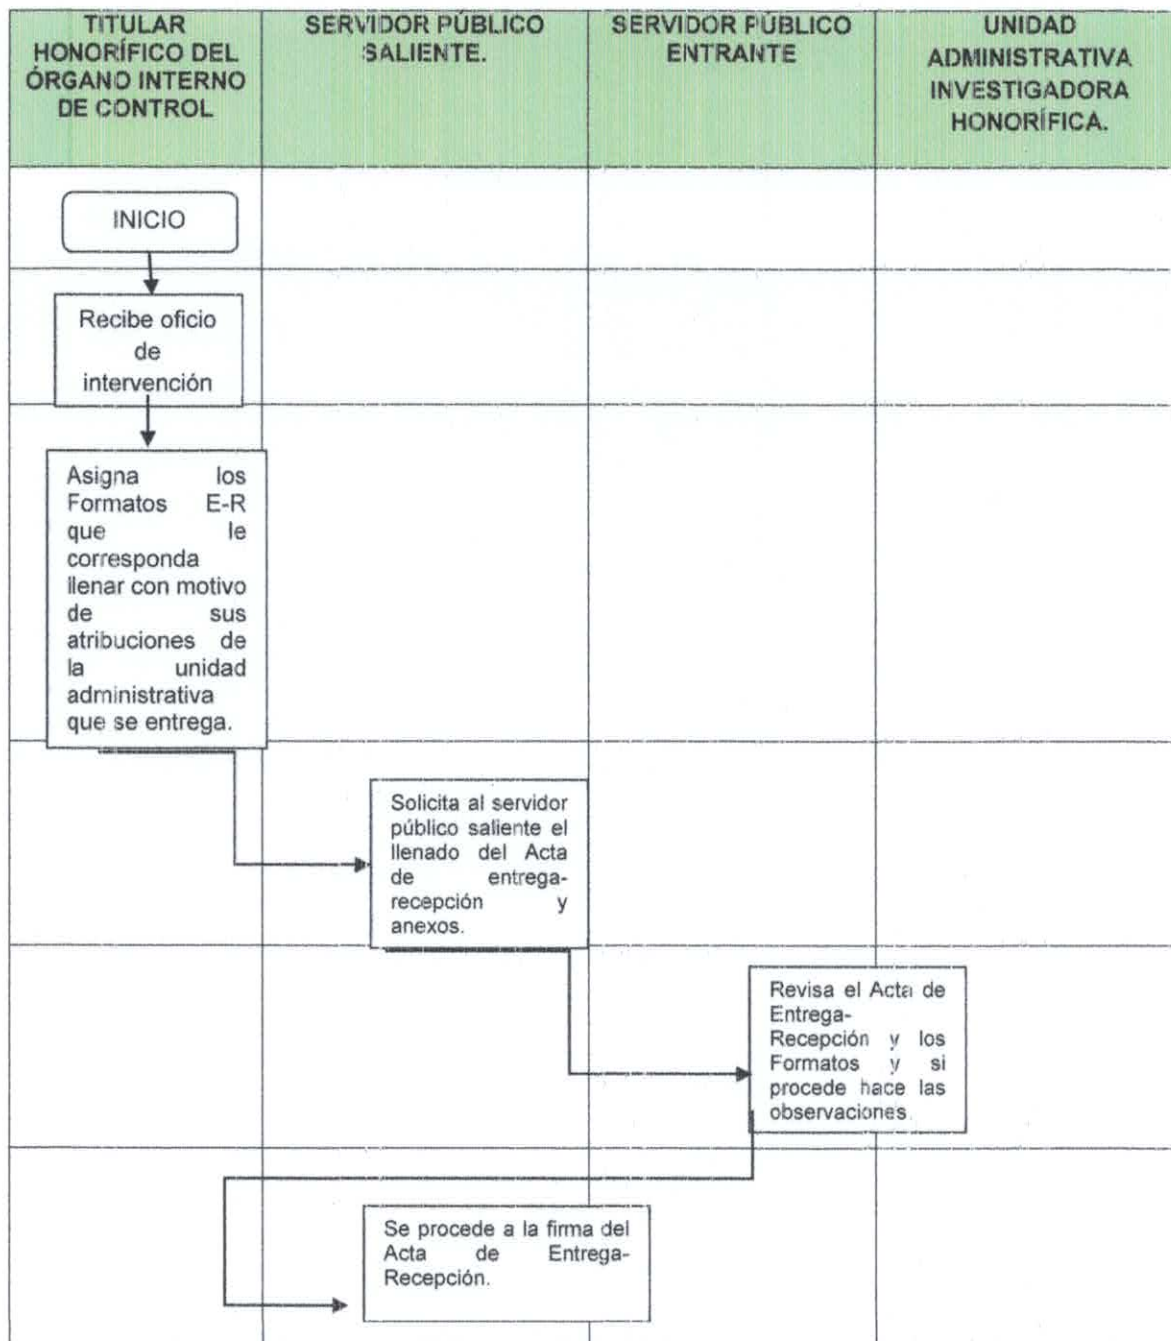 TITULAR
HONORÍFICO DEL
ÓRGANO INTERNO
DE CONTROL
SERVIDOR PÚBLICO
SALIENTE.
SERVIDOR PÚBLICO
ENTRANTE
UNIDAD
ADMINISTRATIVA
INVESTIGADORA
HONORÍFICA.
INICIO
Recibe oficio
de
intervención
Asigna los
Formatos E-R
que le
corresponda
llenar con motivo
de sus
atribuciones de
la unidad
administrativa
que se entrega.
Solicita al servidor
público saliente el
llenado del Acta
de entrega-
recepción y
anexos.
Revisa el Acta de
Entrega-
Recepción y los
Formatos y si
procede hace las
observaciones.
Se procede a la firma del
Acta de Entrega-
Recepción.